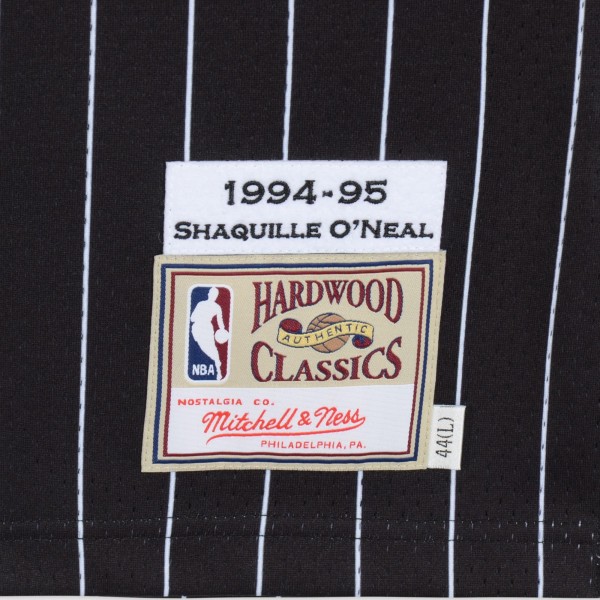 1994-95
SHAQUILLE O'NEAL
NBA
HARDWOOD
AUTHENTIC
CLASSICS
NOSTALGIA CO.
Mitchell & Ness
PHILADELPHIA, PA.
44(L)